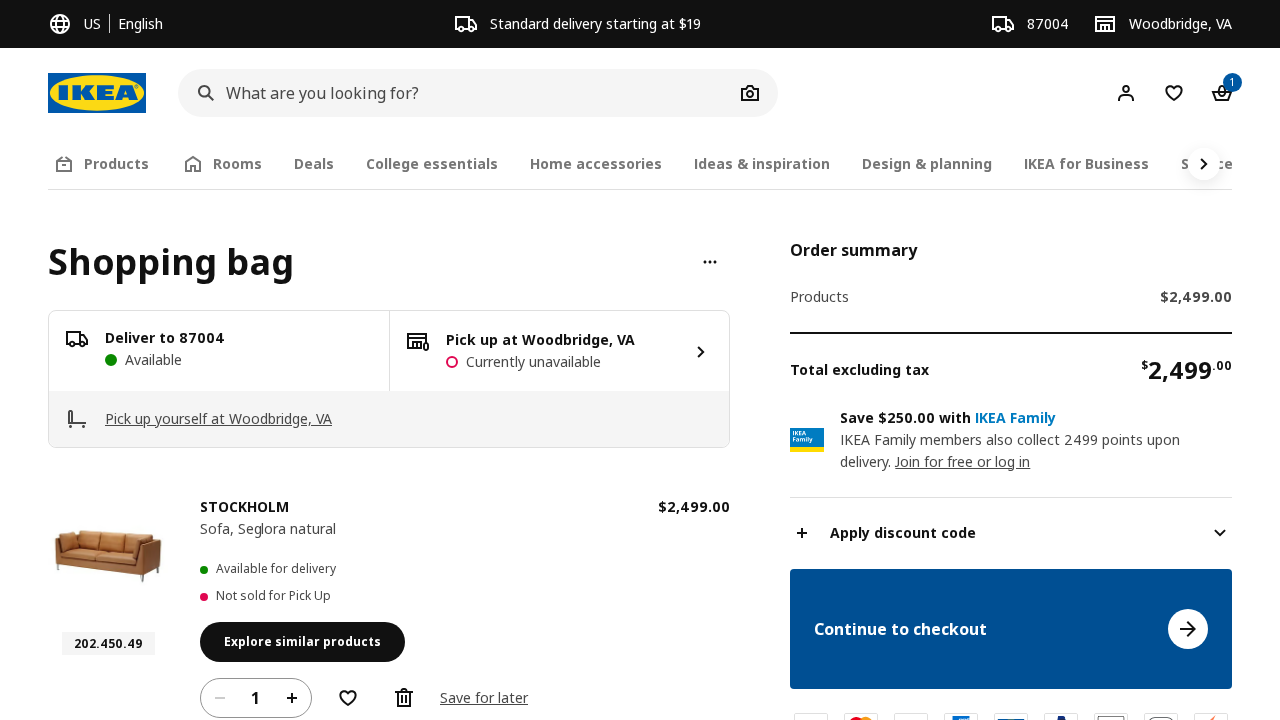 US English
Standard delivery starting at $19
87004
Woodbridge, VA
IKEA
What are you looking for?
1
Products
Rooms
Deals
College essentials
Home accessories
Ideas & inspiration
Design & planning
IKEA for Business
Shopping bag
Deliver to 87004
Available
Pick up at Woodbridge, VA
Currently unavailable
Pick up yourself at Woodbridge, VA
STOCKHOLM
$2,499.00
Sofa, Seglora natural
Available for delivery
Not sold for Pick Up
202.450.49
Explore similar products
1
Save for later
Order summary
Products
$2,499.00
Total excluding tax
$2,499.00
IKEA
Family
Save $250.00 with IKEA Family
IKEA Family members also collect 2499 points upon
delivery. Join for free or log in
Apply discount code
Continue to checkout